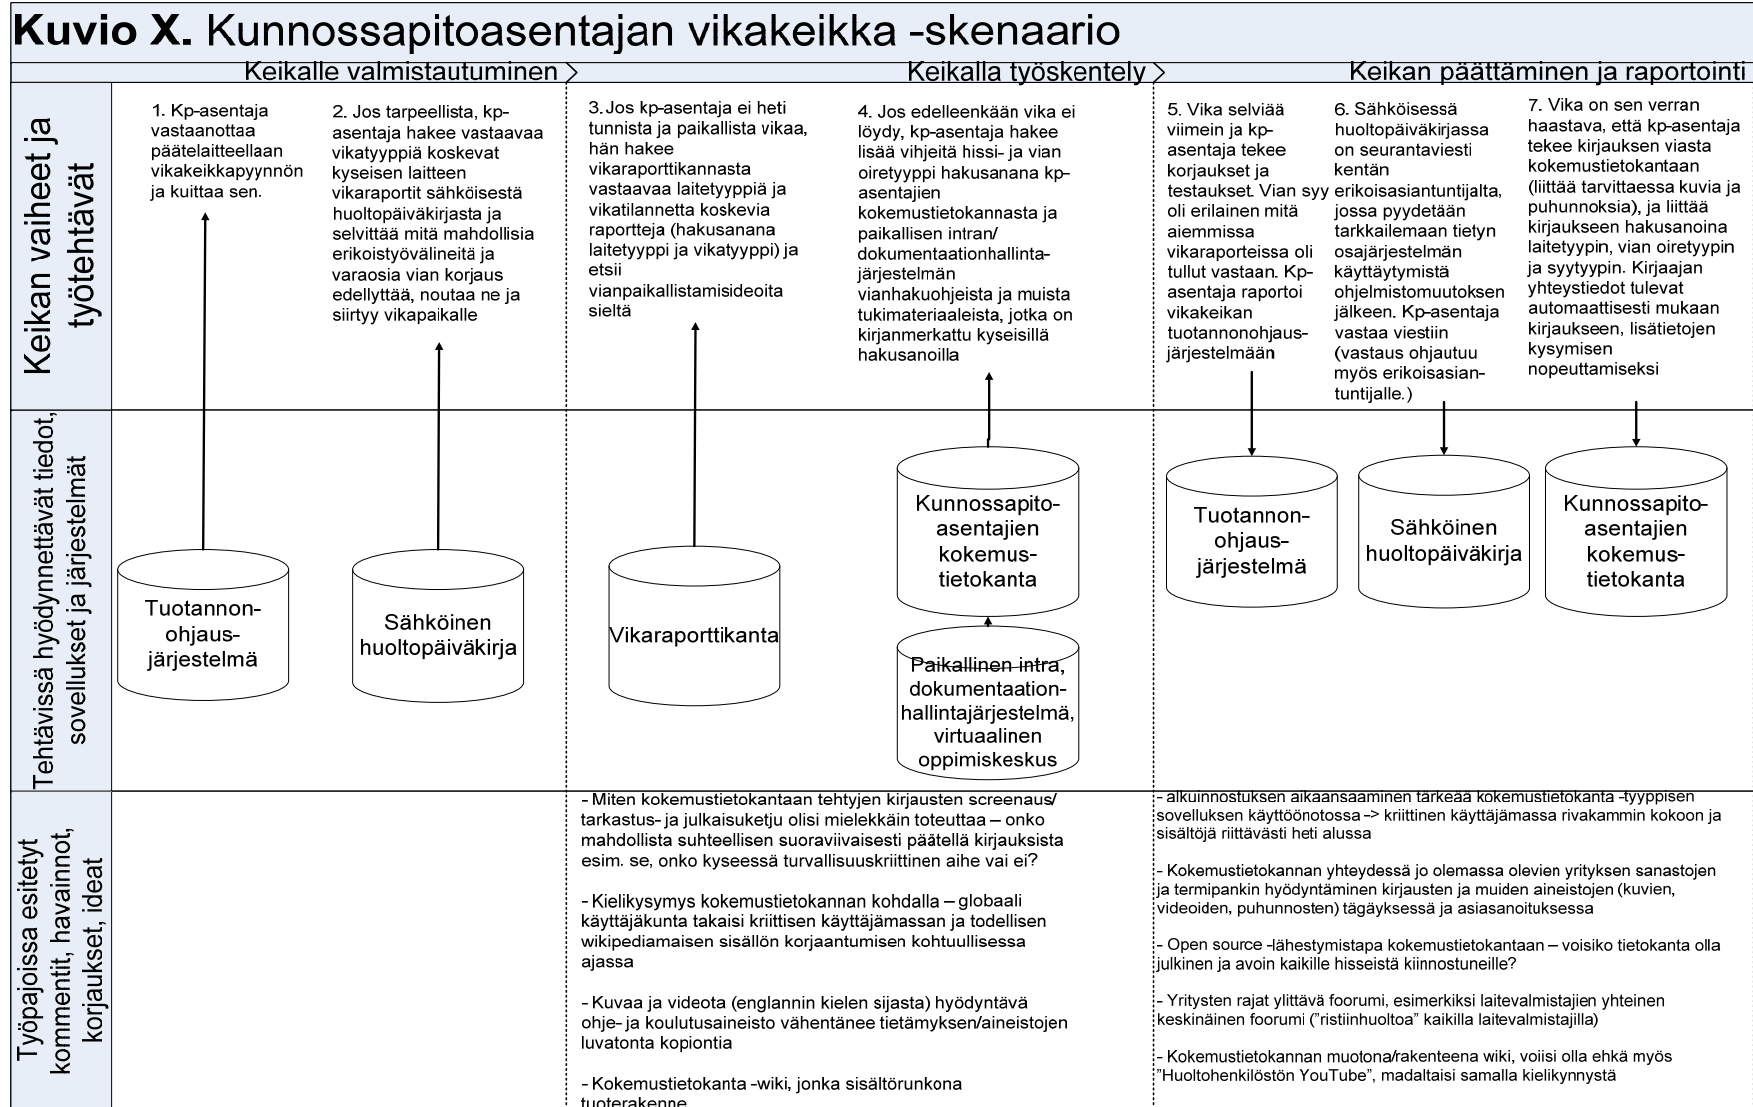 Kuvio X. Kunnossapitoasentajan vikakeikka -skenaario
Keikalle valmistautuminen
Keikalla työskentely
Keikan päättäminen ja raportointi
Keikan vaiheet ja
työtehtävät
1. Kp-asentaja
vastaanottaa
päätelaitteellaan
vikakeikkapyynnön
ja kuittaa sen.
2. Jos tarpeellista, kp-
asentaja hakee vastaavaa
vikatyyppiä koskevat
kyseisen laitteen
vikaraportit sähköisestä
huoltopäiväkirjasta ja
selvittää mitä mahdollisia
erikoistyövälineitä ja
varaosia vian korjaus
edellyttää, noutaa ne ja
siirtyy vikapaikalle
3. Jos kp-asentaja ei heti
tunnista ja paikallista vikaa,
hän hakee
vikaraporttikannasta
vastaavaa laitetyyppiä ja
vikatilannetta koskevia
raportteja (hakusanana
laitetyyppi ja vikatyyppi) ja
etsii
vianpaikallistamisideoita
sieltä
4. Jos edelleenkään vika ei
löydy, kp-asentaja hakee
lisää vihjeitä hissi- ja vian
oiretyyppi hakusanana kp-
asentajien
kokemustietokannasta ja
paikallisen intran/
dokumentaationhallinta-
järjestelmän
vianhakuohjeista ja muista
tukimateriaaleista, jotka on
kirjanmerkattu kyseisillä
hakusanoilla
5. Vika selviää
viimein ja kp-
asentaja tekee
korjaukset ja
testaukset. Vian syy
oli erilainen mitä
aiemmissa
vikaraporteissa oli
tullut vastaan. Kp-
asentaja raportoi
vikakeikan
tuotannonohjaus-
järjestelmään
6. Sähköisessä
huoltopäiväkirjassa
on seurantaviesti
kentän
erikoisasiantuntijalta,
jossa pyydetään
tarkkailemaan tietyn
osajärjestelmän
käyttäytymistä
ohjelmistomuutoksen
jälkeen. Kp-asentaja
vastaa viestiin
(vastaus ohjautuu
myös erikoisasian-
tuntijalle.)
7. Vika on sen verran
haastava, että kp-asentaja
tekee kirjauksen viasta
kokemustietokantaan
(liittää tarvittaessa kuvia ja
puhunnoksia), ja liittää
kirjaukseen hakusanoina
laitetyypin, vian oiretyypin
ja syytyypin. Kirjaajan
yhteystiedot tulevat
automaattisesti mukaan
kirjaukseen, lisätietojen
kysymisen
nopeuttamiseksi
Tehtävissä hyödynnettävät tiedot,
sovellukset ja järjestelmät
Tuotannon-
ohjaus-
järjestelmä
Sähköinen
huoltopäiväkirja
Vikaraporttikanta
Kunnossapito-
asentajien
kokemus-
tietokanta
Paikallinen intra,
dokumentaation-
hallintajärjestelmä,
virtuaalinen
oppimiskeskus
Tuotannon-
ohjaus-
järjestelmä
Sähköinen
huoltopäiväkirja
Kunnossapito-
asentajien
kokemus-
tietokanta
Työpajoissa esitetyt
kommentit, havainnot,
korjaukset, ideat
- Miten kokemustietokantaan tehtyjen kirjausten screenaus/
tarkastus- ja julkaisuketju olisi mielekkäin toteuttaa – onko
mahdollista suhteellisen suoraviivaisesti päätellä kirjauksista
esim. se, onko kyseessä turvallisuuskriittinen aihe vai ei?
- Kielikysymys kokemustietokannan kohdalla – globaali
käyttäjäkunta takaisi kriittisen käyttäjämassan ja todellisen
wikipediamaisen sisällön korjaantumisen kohtuullisessa
ajassa
- Kuvaa ja videota (englannin kielen sijasta) hyödyntävä
ohje- ja koulutusaineisto vähentänee tietämyksen/aineistojen
luvatonta kopiontia
- Kokemustietokanta -wiki, jonka sisältörunkona
tuoterakenne
- alkuinnostuksen aikaansaaminen tärkeää kokemustietokanta -tyyppisen
sovelluksen käyttöönotossa -> kriittinen käyttäjämassa rivakammin kokoon ja
sisältöjä riittävästi heti alussa
- Kokemustietokannan yhteydessä jo olemassa olevien yrityksen sanastojen
ja termipankin hyödyntäminen kirjausten ja muiden aineistojen (kuvien,
videoiden, puhunnosten) tägäyksessä ja asiasanoituksessa
- Open source -lähestymistapa kokemustietokantaan – voisiko tietokanta olla
julkinen ja avoin kaikille hisseistä kiinnostuneille?
- Yritysten rajat ylittävä foorumi, esimerkiksi laitevalmistajien yhteinen
keskinäinen foorumi ("ristiinhuoltoa" kaikilla laitevalmistajilla)
- Kokemustietokannan muotona/rakenteena wiki, voiisi olla ehkä myös
"Huoltohenkilöstön YouTube", madaltaisi samalla kielikynnystä